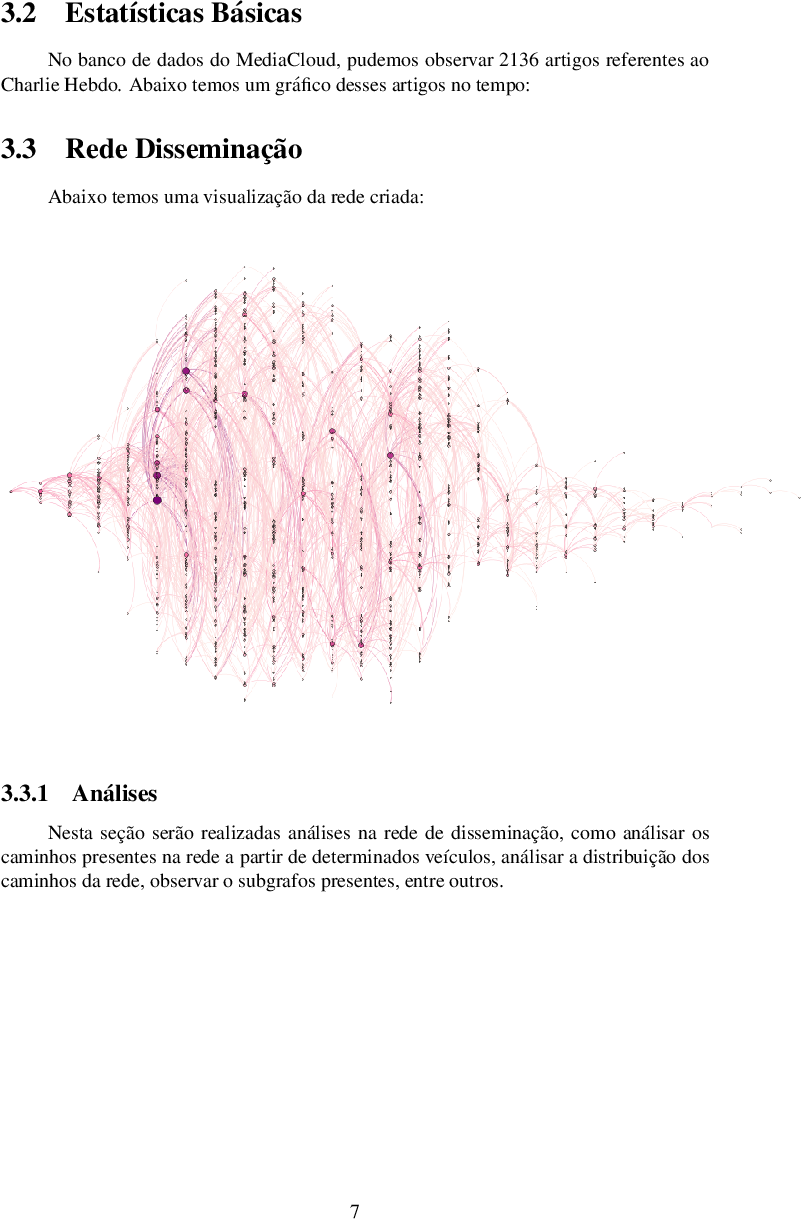 3.2 Estatísticas Básicas
No banco de dados do MediaCloud, pudemos observar 2136 artigos referentes ao
Charlie Hebdo. Abaixo temos um gráfico desses artigos no tempo:
3.3 Rede Disseminação
Abaixo temos uma visualização da rede criada:
3.3.1 Análises
Nesta seção serão realizadas análises na rede de disseminação, como análisar os
caminhos presentes na rede a partir de determinados veículos, análisar a distribuição dos
caminhos da rede, observar o subgrafos presentes, entre outros.
7